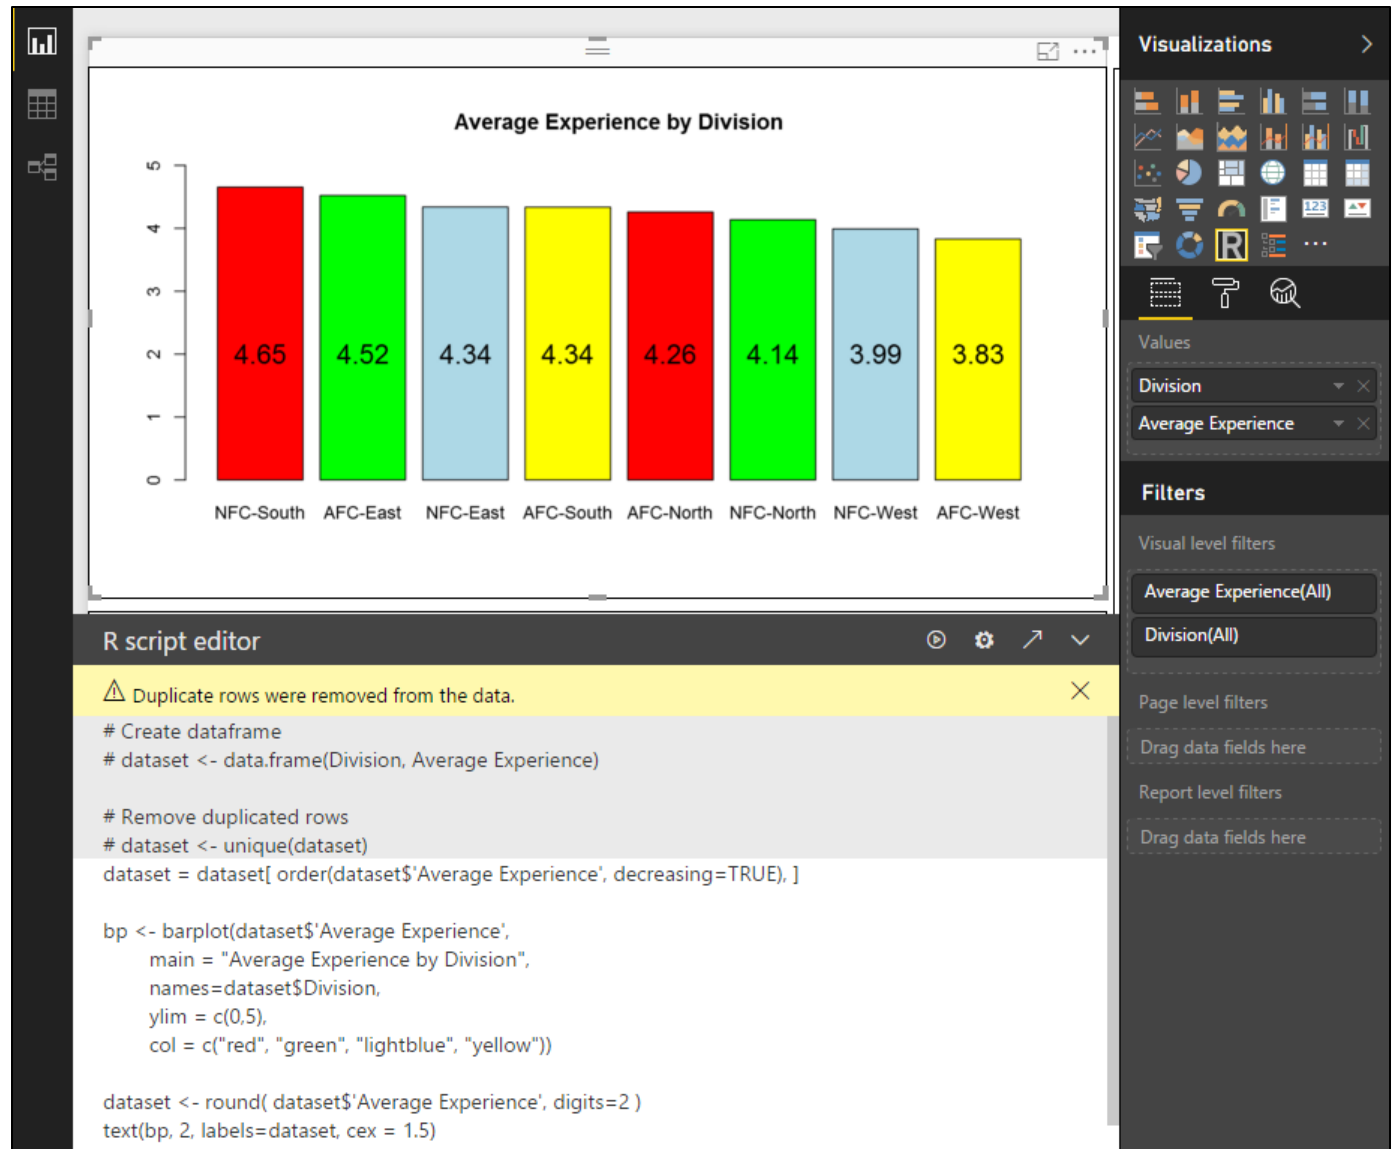 Average Experience by Division
5
4
3
2
1
0
4.65 4.52 4.34 4.34 4.26 4.14 3.99 3.83
NFC-South AFC-East NFC-East AFC-South AFC-North NFC-North NFC-West AFC-West
R script editor
Duplicate rows were removed from the data.
# Create dataframe
# dataset <- data.frame(Division, Average Experience)
# Remove duplicated rows
# dataset <- unique(dataset)
dataset = dataset[ order(dataset$'Average Experience', decreasing=TRUE), ]
bp <- barplot(dataset$'Average Experience',
main = "Average Experience by Division",
names=dataset$Division,
ylim = c(0,5),
col = c("red", "green", "lightblue", "yellow"))
dataset <- round( dataset$'Average Experience', digits=2 )
text(bp, 2, labels=dataset, cex = 1.5)
Visualizations
123
R
Values
Division
Average Experience
Filters
Visual level filters
Average Experience(All)
Division(All)
Page level filters
Drag data fields here
Report level filters
Drag data fields here